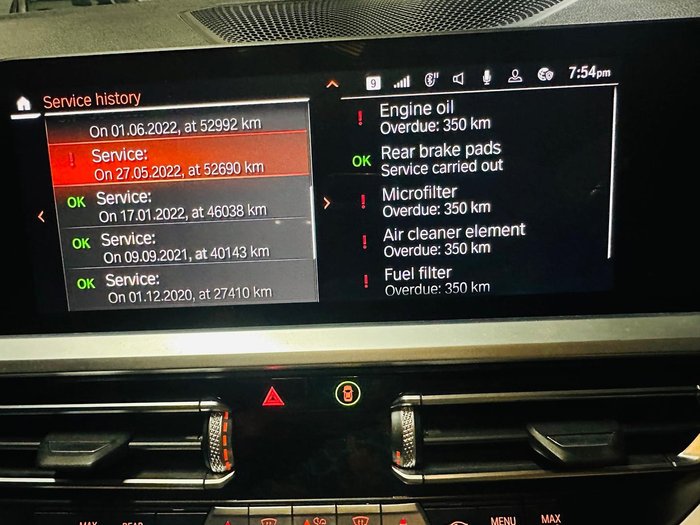 9
7:54pm
Service history
On 01.06.2022, at 52992 km
! Service:
On 27.05.2022, at 52690 km
OK Service:
On 17.01.2022, at 46038 km
OK Service:
On 09.09.2021, at 40143 km
OK Service:
On 01.12.2020, at 27410 km
! Engine oil
Overdue: 350 km
OK Rear brake pads
Service carried out
! Microfilter
Overdue: 350 km
! Air cleaner element
Overdue: 350 km
! Fuel filter
Overdue: 350 km
MAX REAR
MENU MAX